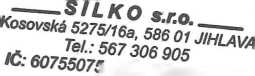 SILKO s.r.o.
Kosovská 5275/16a, 586 01 JIHLAVA
Tel.: 567 306 905
IČ: 60755075